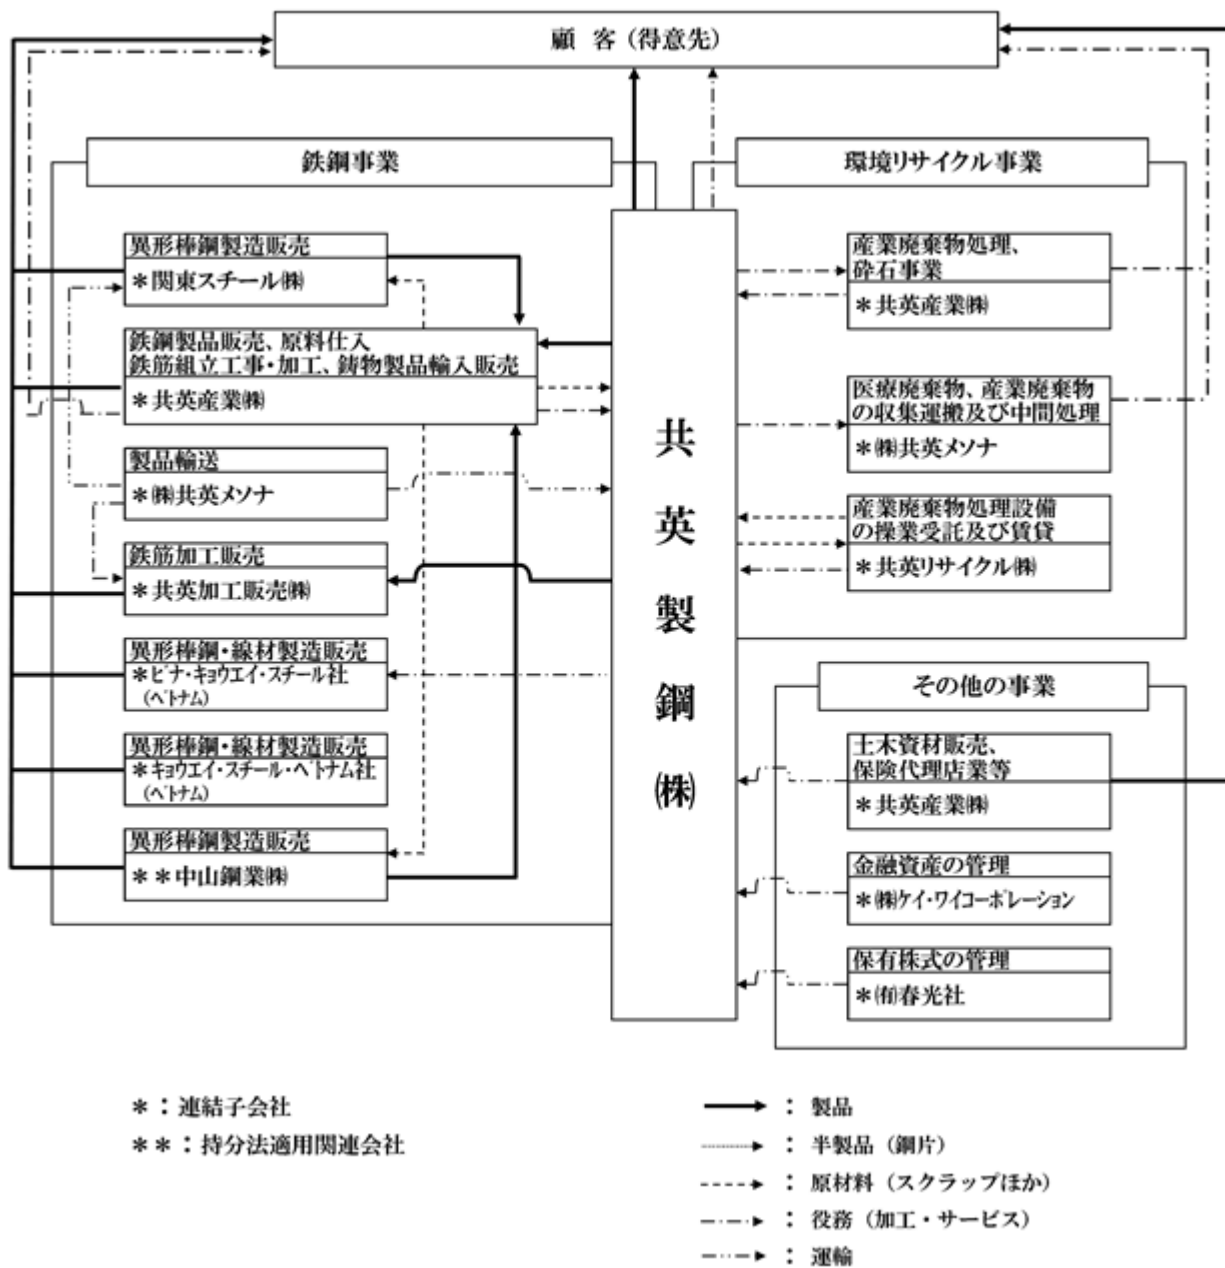 顧 客 (得意先)
鉄鋼事業
異形棒鋼製造販売
＊関東スチール㈱
鉄鋼製品販売、原料仕入
鉄筋組立工事・加工、鋳物製品輸入販売
＊共英産業㈱
製品輸送
＊㈱共英メソナ
鉄筋加工販売
＊共英加工販売㈱
異形棒鋼・線材製造販売
＊ビナ・キョウエイ・スチール社
(ベトナム)
異形棒鋼・線材製造販売
＊キョウエイ・スチール・ベトナム社
(ベトナム)
異形棒鋼製造販売
＊＊中山鋼業㈱
共英製鋼㈱
環境リサイクル事業
産業廃棄物処理、
砕石事業
＊共英産業㈱
医療廃棄物、産業廃棄物
の収集運搬及び中間処理
＊㈱共英メソナ
産業廃棄物処理設備
の操業受託及び賃貸
＊共英リサイクル㈱
その他の事業
土木資材販売、
保険代理店業等
＊共英産業㈱
金融資産の管理
＊㈱ケイ・ワイコーポレーション
保有株式の管理
＊㈲春光社
＊：連結子会社
＊＊：持分法適用関連会社
：製品
：半製品（鋼片）
：原材料（スクラップほか）
：役務（加工・サービス）
：運輸